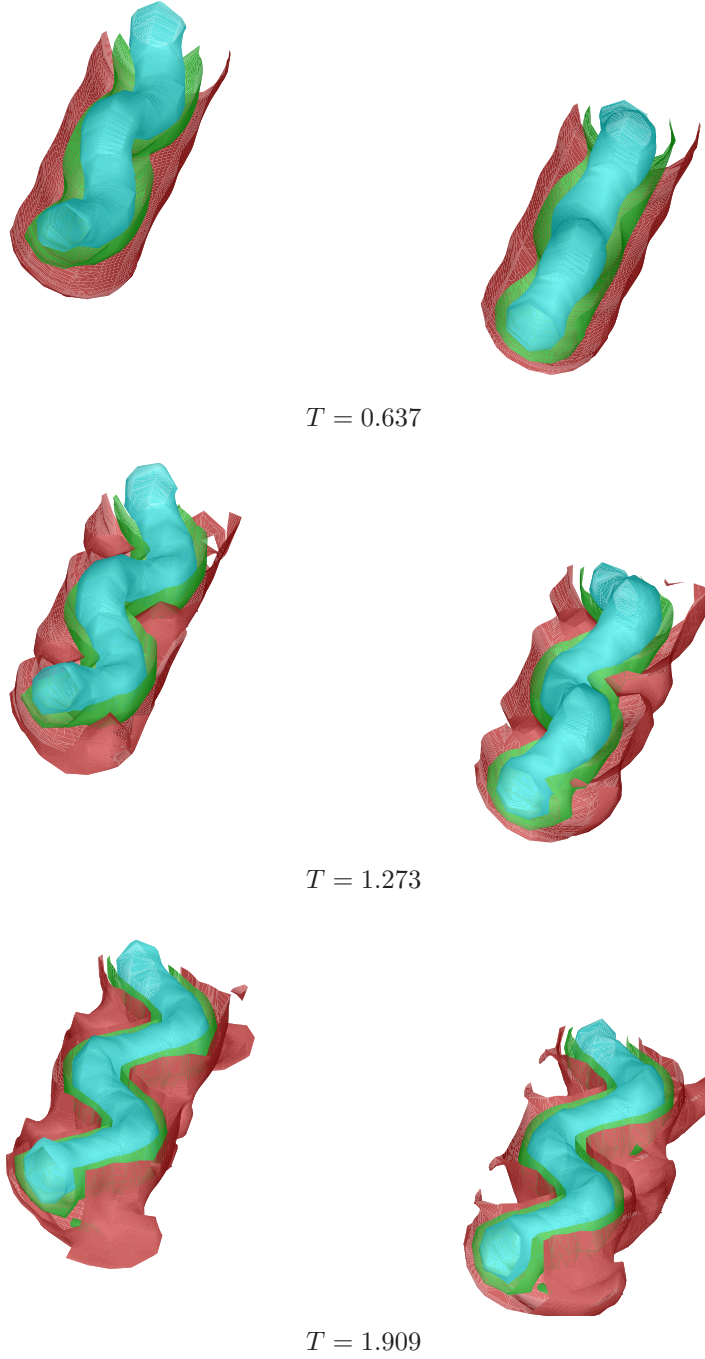 T = 0.637
T = 1.273
T = 1.909